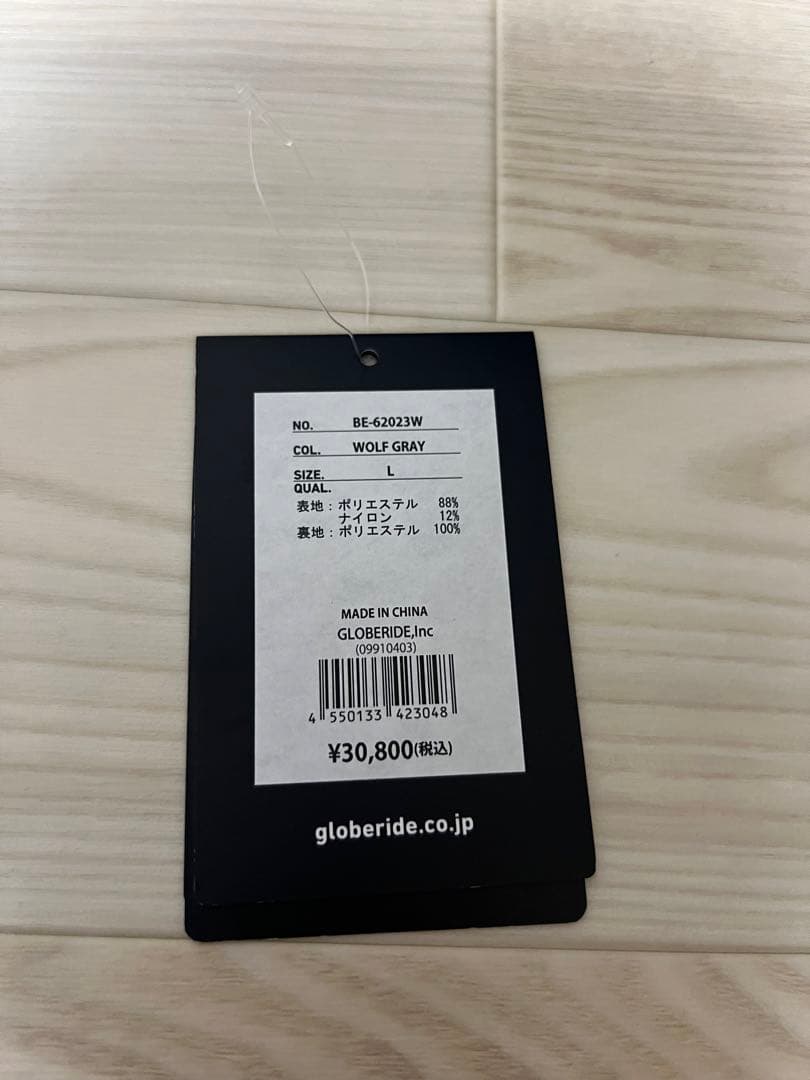 NO. BE-62023W
COL. WOLF GRAY
SIZE. L
QUAL.
表地：ポリエステル 88%
ナイロン 12%
裏地：ポリエステル 100%
MADE IN CHINA
GLOBERIDE,Inc
(09910403)
4 550133 423048
¥30,800(税込)
globeride.co.jp